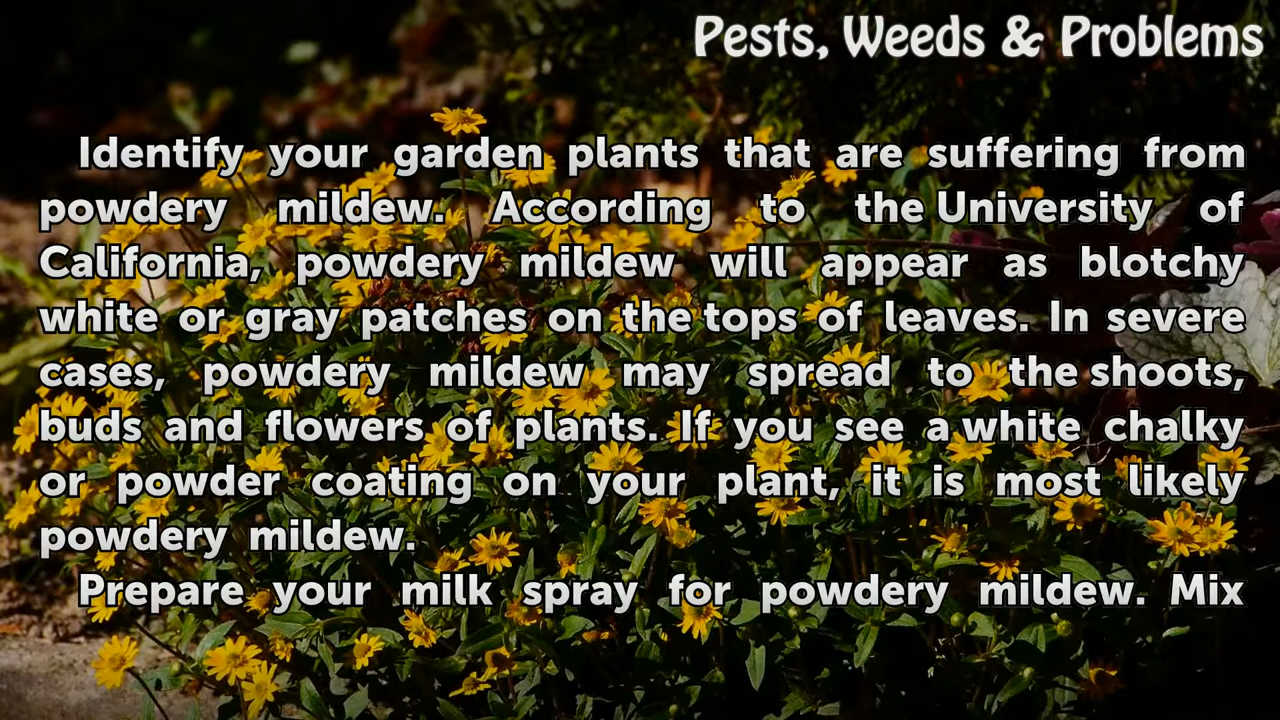 Pests, Weeds & Problems
Identify your garden plants that are suffering from
powdery mildew. According to the University of
California, powdery mildew will appear as blotchy
white or gray patches on the tops of leaves. In severe
cases, powdery mildew may spread to the shoots,
buds and flowers of plants. If you see a white chalky
or powder coating on your plant, it is most likely
powdery mildew.
Prepare your milk spray for powdery mildew. Mix